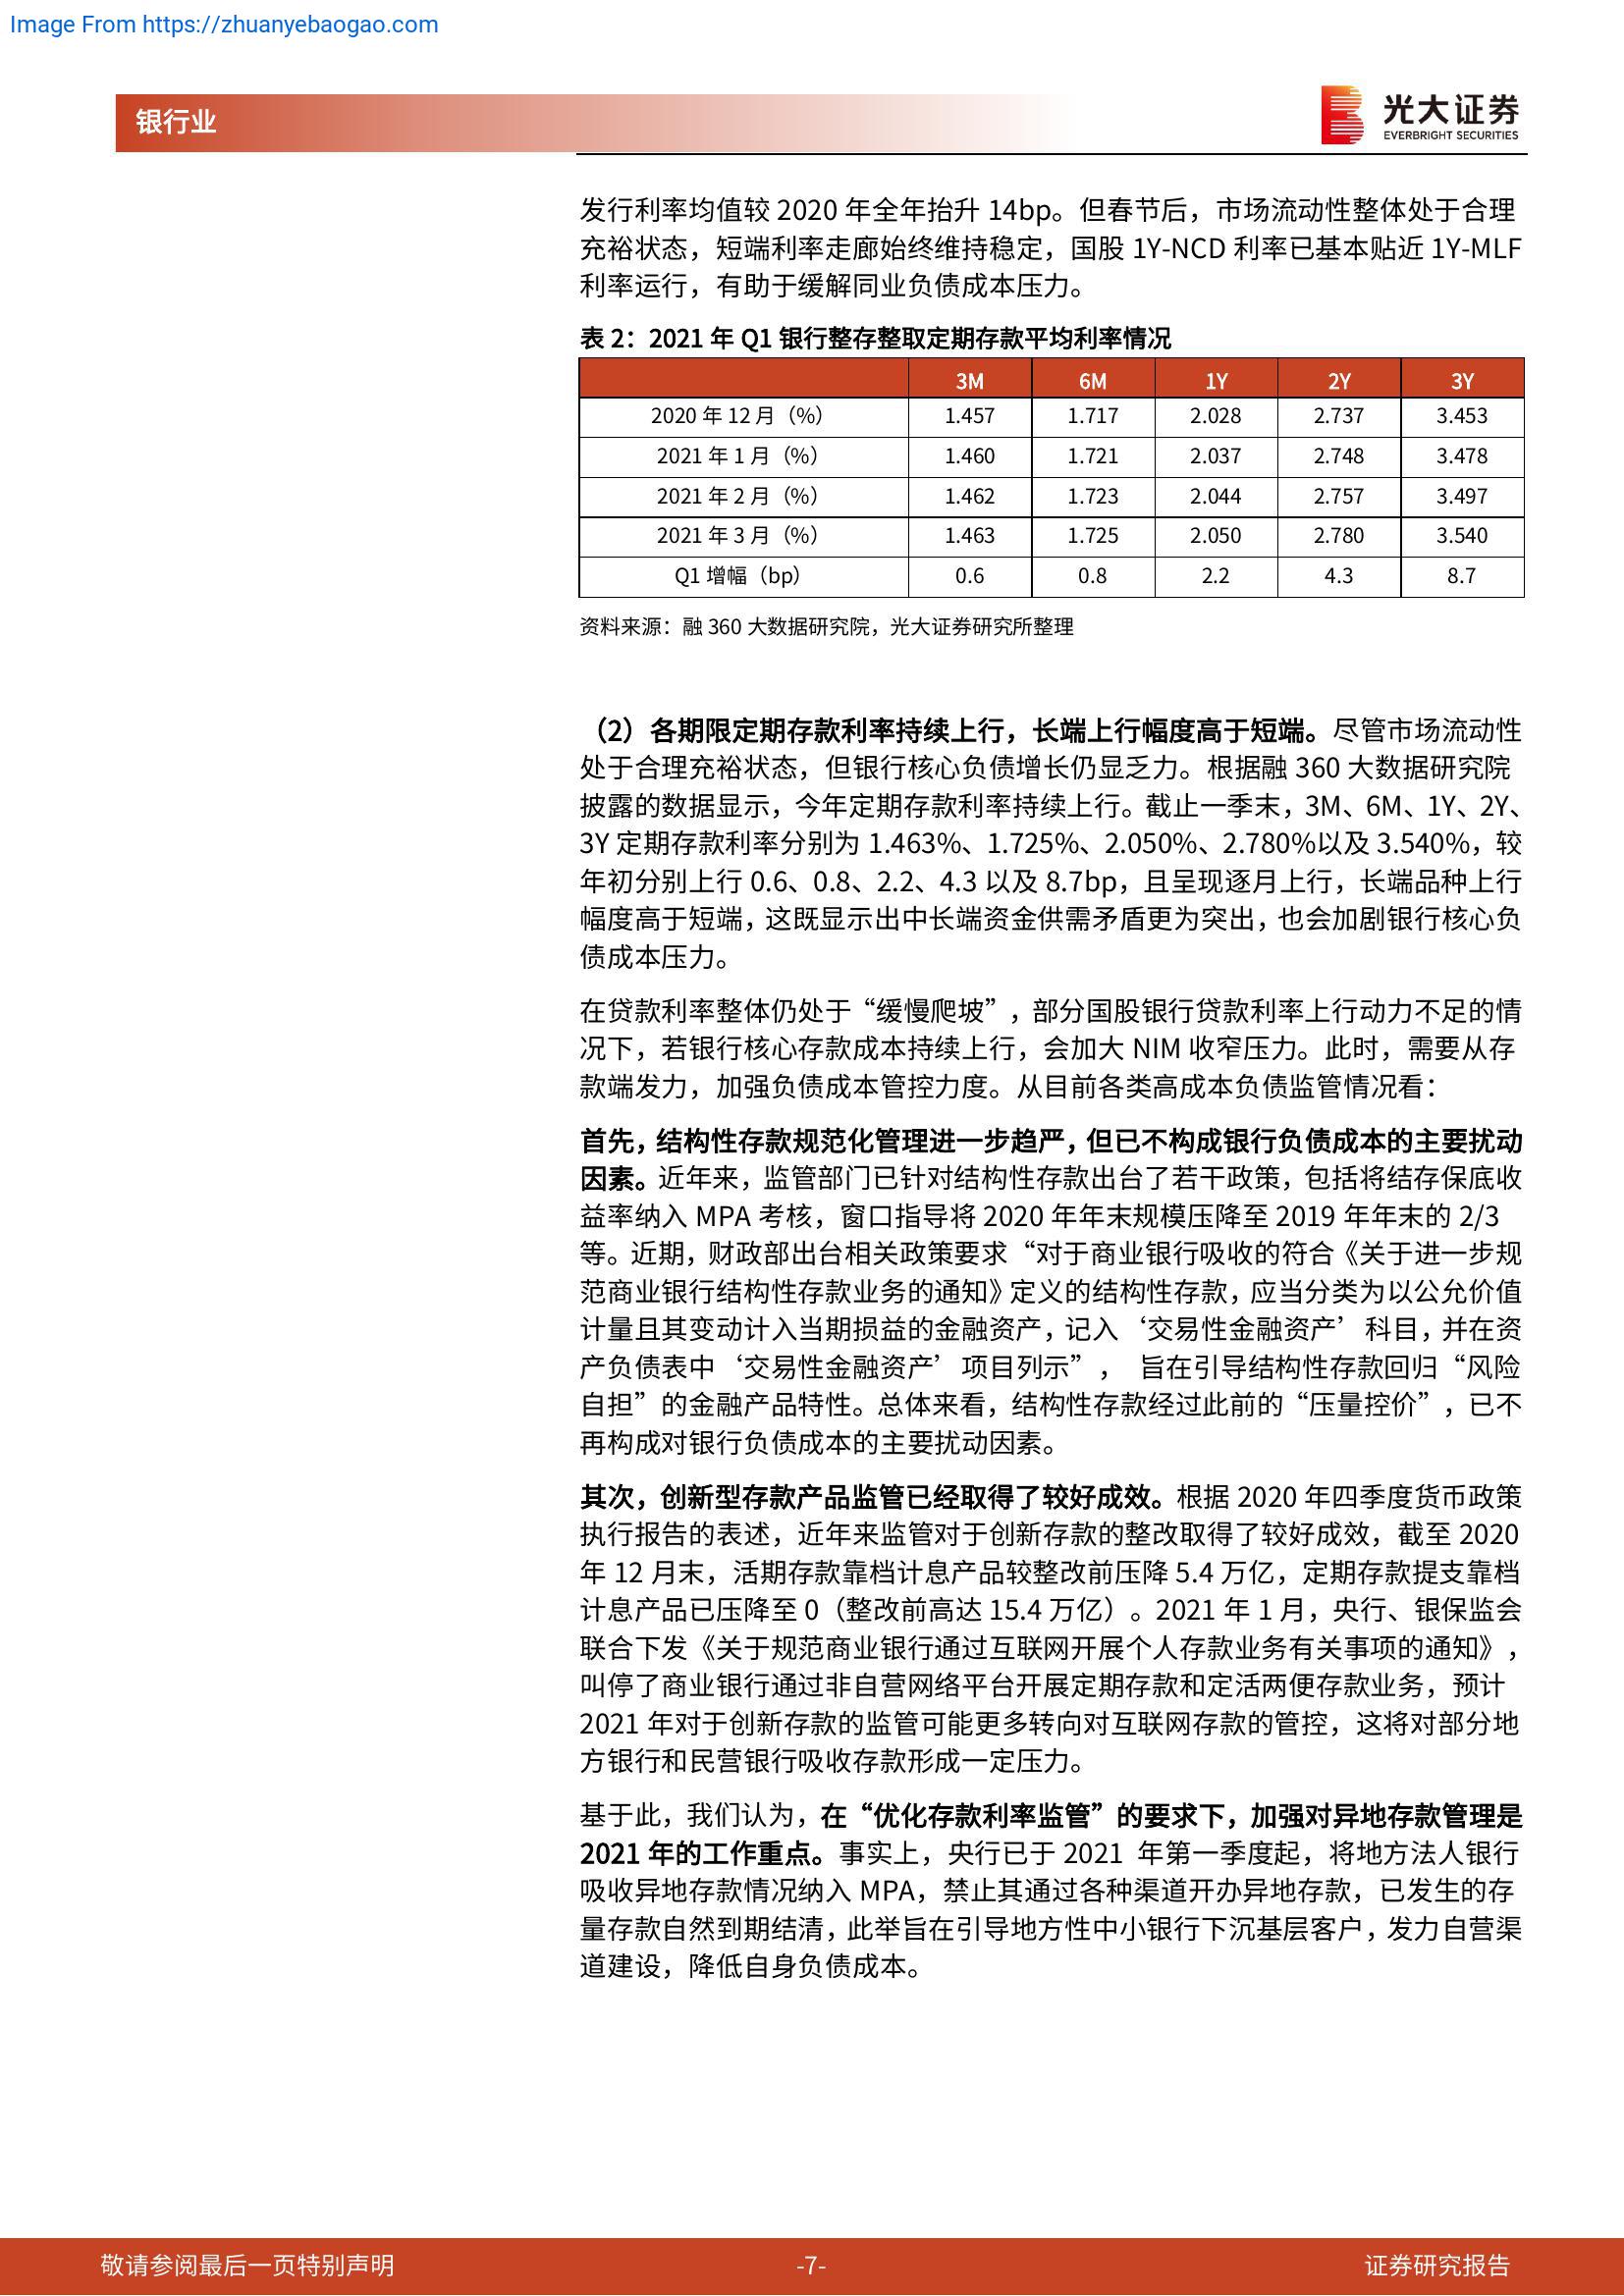 Image From https://zhuanyebaogao.com
银行业
光大证券
EVERBRIGHT SECURITIES
发行利率均值较 2020 年全年抬升 14bp。但春节后，市场流动性整体处于合理
充裕状态，短端利率走廊始终维持稳定，国股 1Y-NCD 利率已基本贴近 1Y-MLF
利率运行，有助于缓解同业负债成本压力。
表 2：2021 年 Q1 银行整存整取定期存款平均利率情况
3M 6M 1Y 2Y 3Y
2020 年 12 月（%） 1.457 1.717 2.028 2.737 3.453
2021 年 1 月（%） 1.460 1.721 2.037 2.748 3.478
2021 年 2 月（%） 1.462 1.723 2.044 2.757 3.497
2021 年 3 月（%） 1.463 1.725 2.050 2.780 3.540
Q1 增幅（bp） 0.6 0.8 2.2 4.3 8.7
资料来源：融 360 大数据研究院，光大证券研究所整理
（2）各期限定期存款利率持续上行，长端上行幅度高于短端。尽管市场流动性
处于合理充裕状态，但银行核心负债增长仍显乏力。根据融 360 大数据研究院
披露的数据显示，今年定期存款利率持续上行。截止一季末，3M、6M、1Y、2Y、
3Y 定期存款利率分别为 1.463%、1.725%、2.050%、2.780%以及 3.540%，较
年初分别上行 0.6、0.8、2.2、4.3 以及 8.7bp，且呈现逐月上行，长端品种上行
幅度高于短端，这既显示出中长端资金供需矛盾更为突出，也会加剧银行核心负
债成本压力。
在贷款利率整体仍处于“缓慢爬坡”，部分国股银行贷款利率上行动力不足的情
况下，若银行核心存款成本持续上行，会加大 NIM 收窄压力。此时，需要从存
款端发力，加强负债成本管控力度。从目前各类高成本负债监管情况看：
首先，结构性存款规范化管理进一步趋严，但已不构成银行负债成本的主要扰动
因素。近年来，监管部门已针对结构性存款出台了若干政策，包括将结存保底收
益率纳入 MPA 考核，窗口指导将 2020 年年末规模压降至 2019 年年末的 2/3
等。近期，财政部出台相关政策要求“对于商业银行吸收的符合《关于进一步规
范商业银行结构性存款业务的通知》定义的结构性存款，应当分类为以公允价值
计量且其变动计入当期损益的金融资产，记入‘交易性金融资产’科目，并在资
产负债表中‘交易性金融资产’项目列示”， 旨在引导结构性存款回归“风险
自担”的金融产品特性。总体来看，结构性存款经过此前的“压量控价”，已不
再构成对银行负债成本的主要扰动因素。
其次，创新型存款产品监管已经取得了较好成效。根据 2020 年四季度货币政策
执行报告的表述，近年来监管对于创新存款的整改取得了较好成效，截至 2020
年 12 月末，活期存款靠档计息产品较整改前压降 5.4 万亿，定期存款提支靠档
计息产品已压降至 0（整改前高达 15.4 万亿）。2021 年 1 月，央行、银保监会
联合下发《关于规范商业银行通过互联网开展个人存款业务有关事项的通知》，
叫停了商业银行通过非自营网络平台开展定期存款和定活两便存款业务，预计
2021 年对于创新存款的监管可能更多转向对互联网存款的管控，这将对部分地
方银行和民营银行吸收存款形成一定压力。
基于此，我们认为，在“优化存款利率监管”的要求下，加强对异地存款管理是
2021 年的工作重点。事实上，央行已于 2021 年第一季度起，将地方法人银行
吸收异地存款情况纳入 MPA，禁止其通过各种渠道开办异地存款，已发生的存
量存款自然到期结清，此举旨在引导地方性中小银行下沉基层客户，发力自营渠
道建设，降低自身负债成本。
敬请参阅最后一页特别声明
-7-
证券研究报告